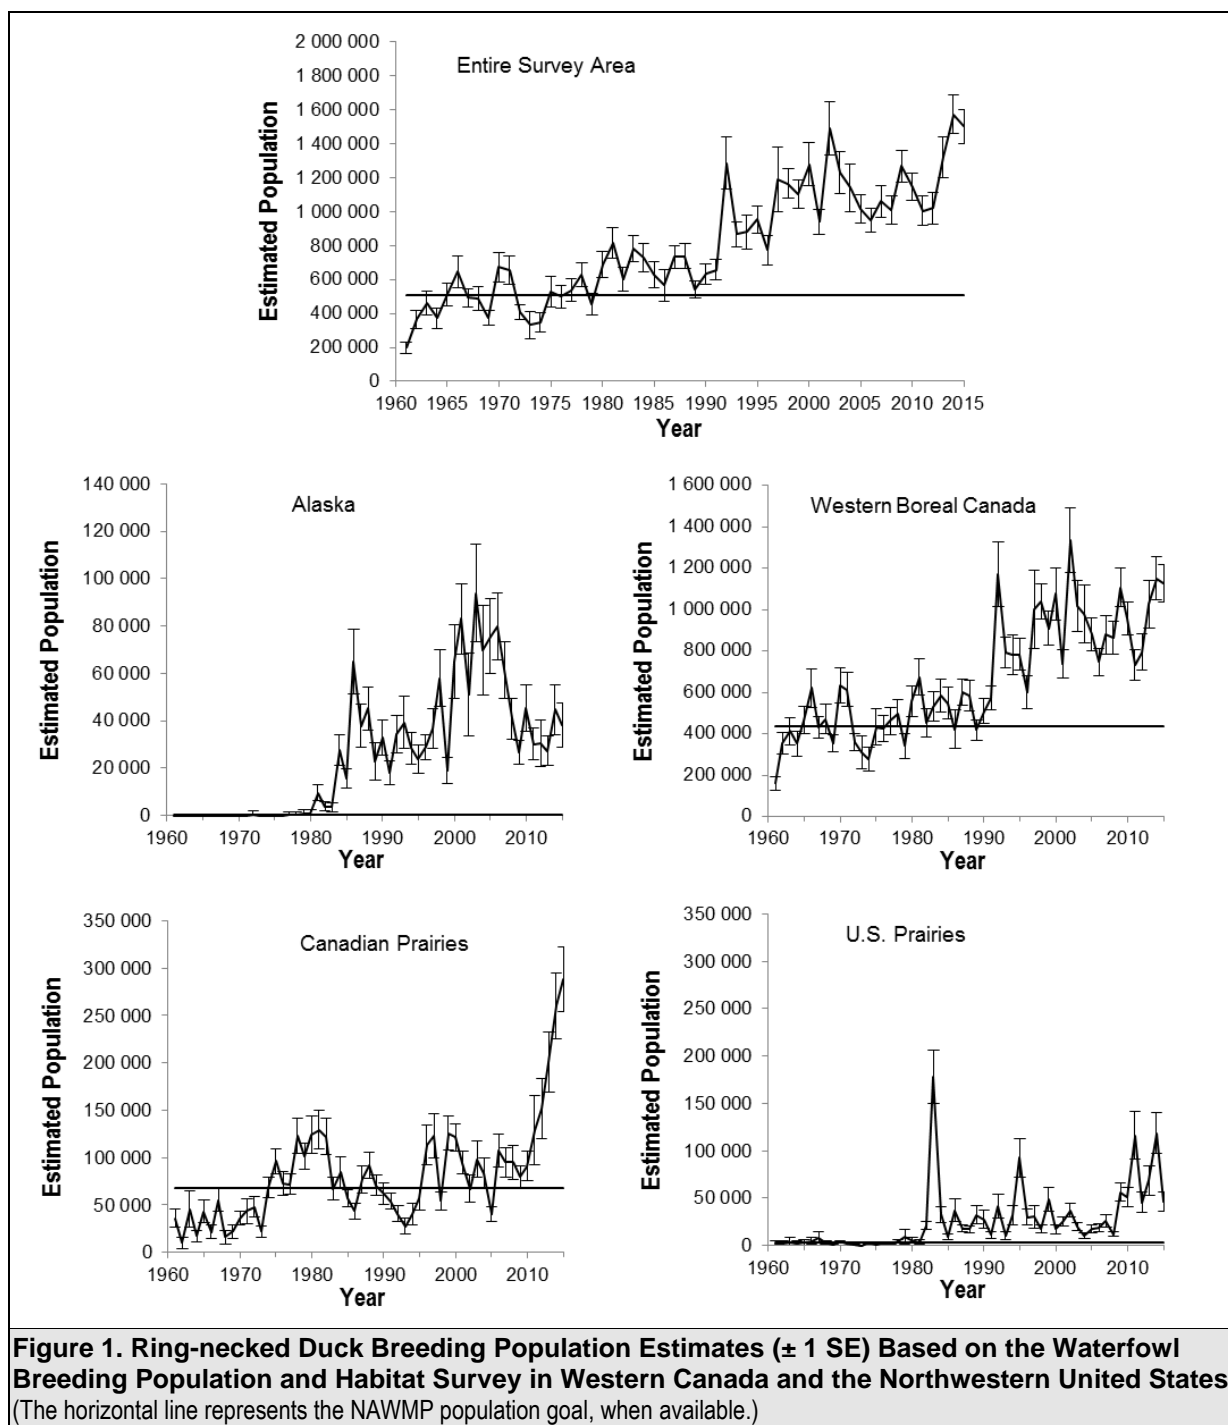 Entire Survey Area
Estimated Population
2 000 000
1 800 000
1 600 000
1 400 000
1 200 000
1 000 000
800 000
600 000
400 000
200 000
0
1960 1965 1970 1975 1980 1985 1990 1995 2000 2005 2010 2015
Year
Alaska
Estimated Population
140 000
120 000
100 000
80 000
60 000
40 000
20 000
0
1960 1970 1980 1990 2000 2010
Year
Western Boreal Canada
Estimated Population
1 600 000
1 400 000
1 200 000
1 000 000
800 000
600 000
400 000
200 000
0
1960 1970 1980 1990 2000 2010
Year
Canadian Prairies
Estimated Population
350 000
300 000
250 000
200 000
150 000
100 000
50 000
0
1960 1970 1980 1990 2000 2010
Year
U.S. Prairies
Estimated Population
350 000
300 000
250 000
200 000
150 000
100 000
50 000
0
1960 1970 1980 1990 2000 2010
Year
Figure 1. Ring-necked Duck Breeding Population Estimates (± 1 SE) Based on the Waterfowl
Breeding Population and Habitat Survey in Western Canada and the Northwestern United States
(The horizontal line represents the NAWMP population goal, when available.)